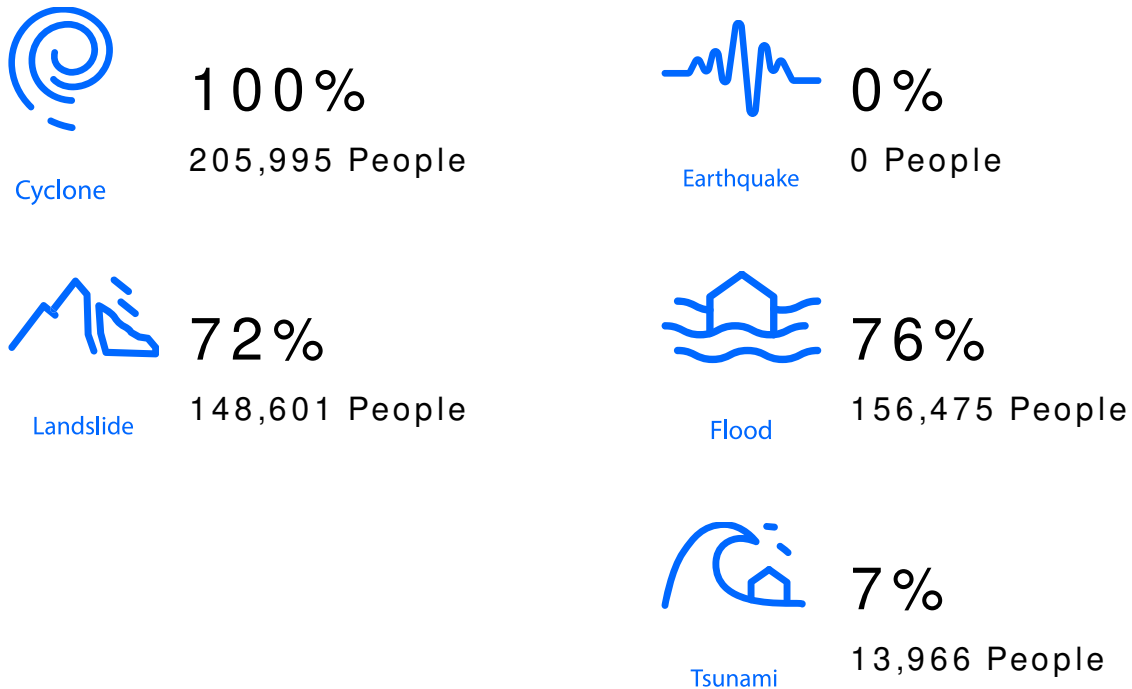 100%
205,995 People
Cyclone
0%
0 People
Earthquake
72%
148,601 People
Landslide
76%
156,475 People
Flood
7%
13,966 People
Tsunami